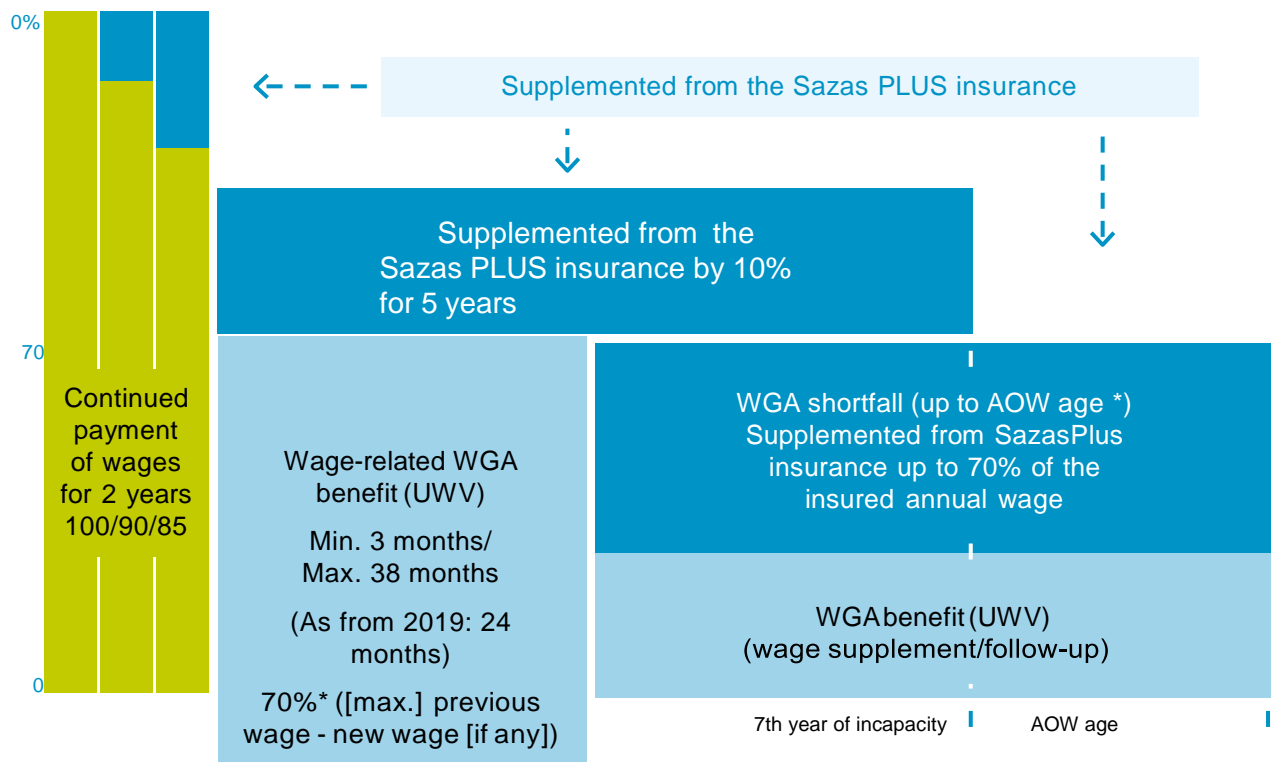 0%
Supplemented from the Sazas PLUS insurance
Supplemented from the
Sazas PLUS insurance by 10%
for 5 years
70
Continued
payment
of wages
for 2 years
100/90/85
0
Wage-related WGA
benefit (UWV)
Min. 3 months/
Max. 38 months
(As from 2019: 24
months)
70%* ([max.] previous
wage - new wage [if any])
WGA shortfall (up to AOW age *)
Supplemented from SazasPlus
insurance up to 70% of the
insured annual wage
WGA benefit (UWV)
(wage supplement/follow-up)
7th year of incapacity
AOW age